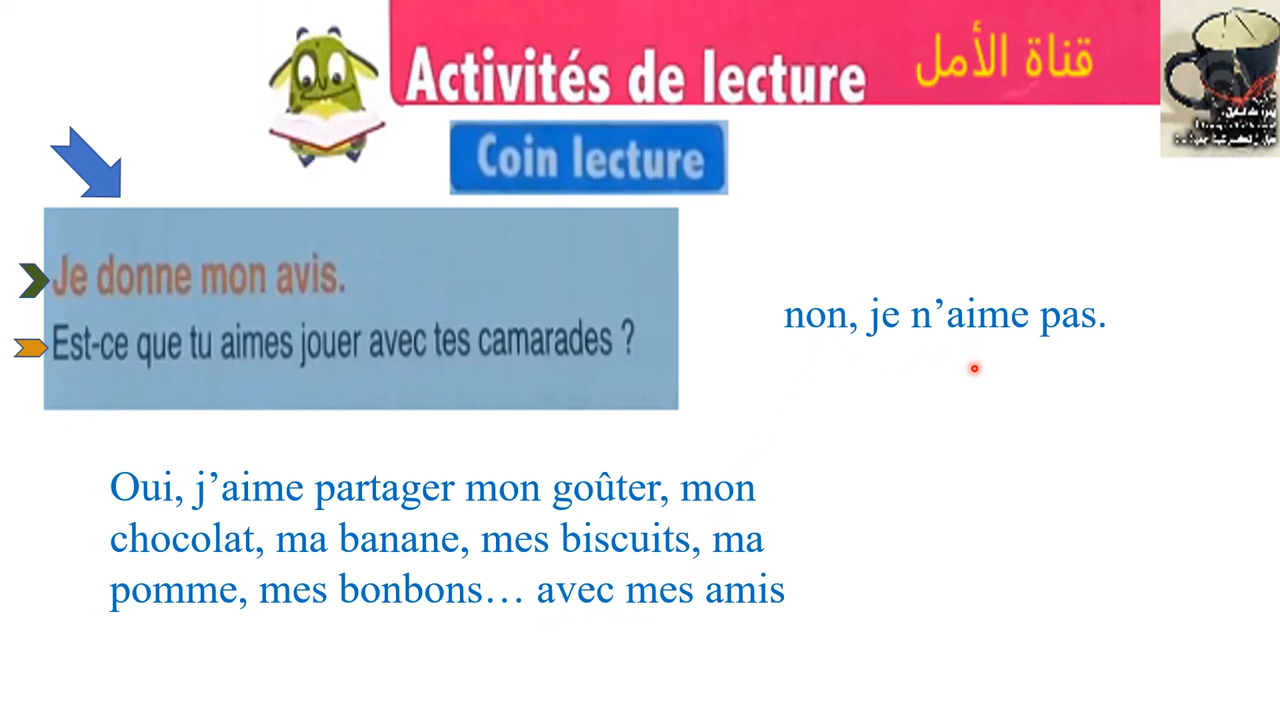 Activités de lecture
قناة الأمل
Coin lecture
Je donne mon avis.
Est-ce que tu aimes jouer avec tes camarades ?
non, je n’aime pas.
Oui, j’aime partager mon goûter, mon
chocolat, ma banane, mes biscuits, ma
pomme, mes bonbons… avec mes amis